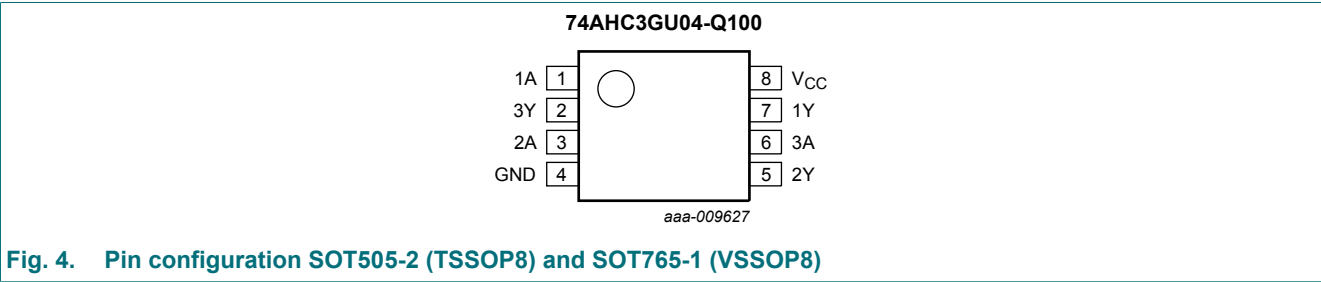 74AHC3GU04-Q100
1A 1 8 VCC
3Y 2 7 1Y
2A 3 6 3A
GND 4 5 2Y
aaa-009627
Fig. 4. Pin configuration SOT505-2 (TSSOP8) and SOT765-1 (VSSOP8)